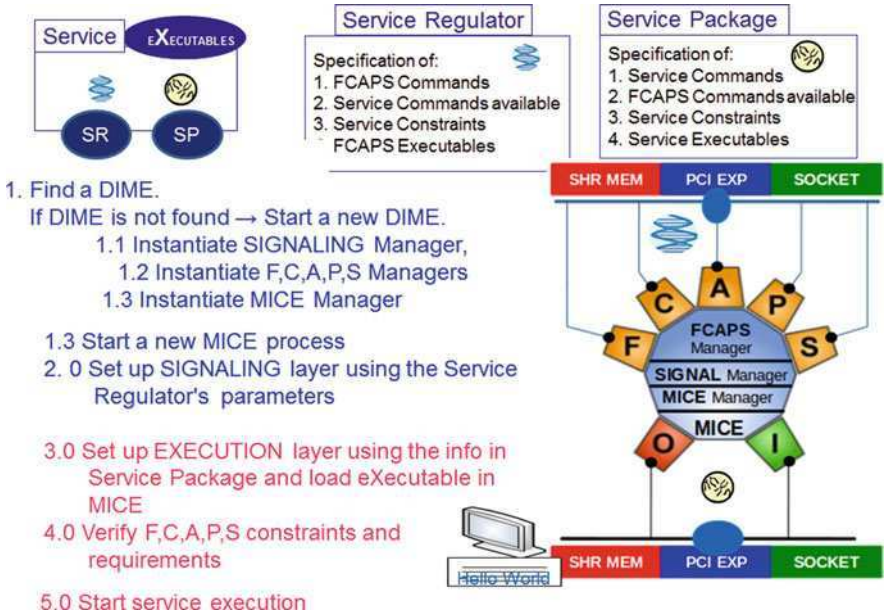 Service
eXECUTABLES
SR
SP
Service Regulator
Specification of:
1. FCAPS Commands
2. Service Commands available
3. Service Constraints
FCAPS Executables
Service Package
Specification of:
1. Service Commands
2. FCAPS Commands available
3. Service Constraints
4. Service Executables
1. Find a DIME.
If DIME is not found → Start a new DIME.
1.1 Instantiate SIGNALING Manager,
1.2 Instantiate F,C,A,P,S Managers
1.3 Instantiate MICE Manager
1.3 Start a new MICE process
2. 0 Set up SIGNALING layer using the Service
Regulator's parameters
3.0 Set up EXECUTION layer using the info in
Service Package and load eXecutable in
MICE
4.0 Verify F,C,A,P,S constraints and
requirements
5.0 Start service execution
SHR MEM PCI EXP SOCKET
F C A P S
FCAPS
Manager
SIGNAL Manager
MICE Manager
MICE
O I
Hello World
SHR MEM PCI EXP SOCKET